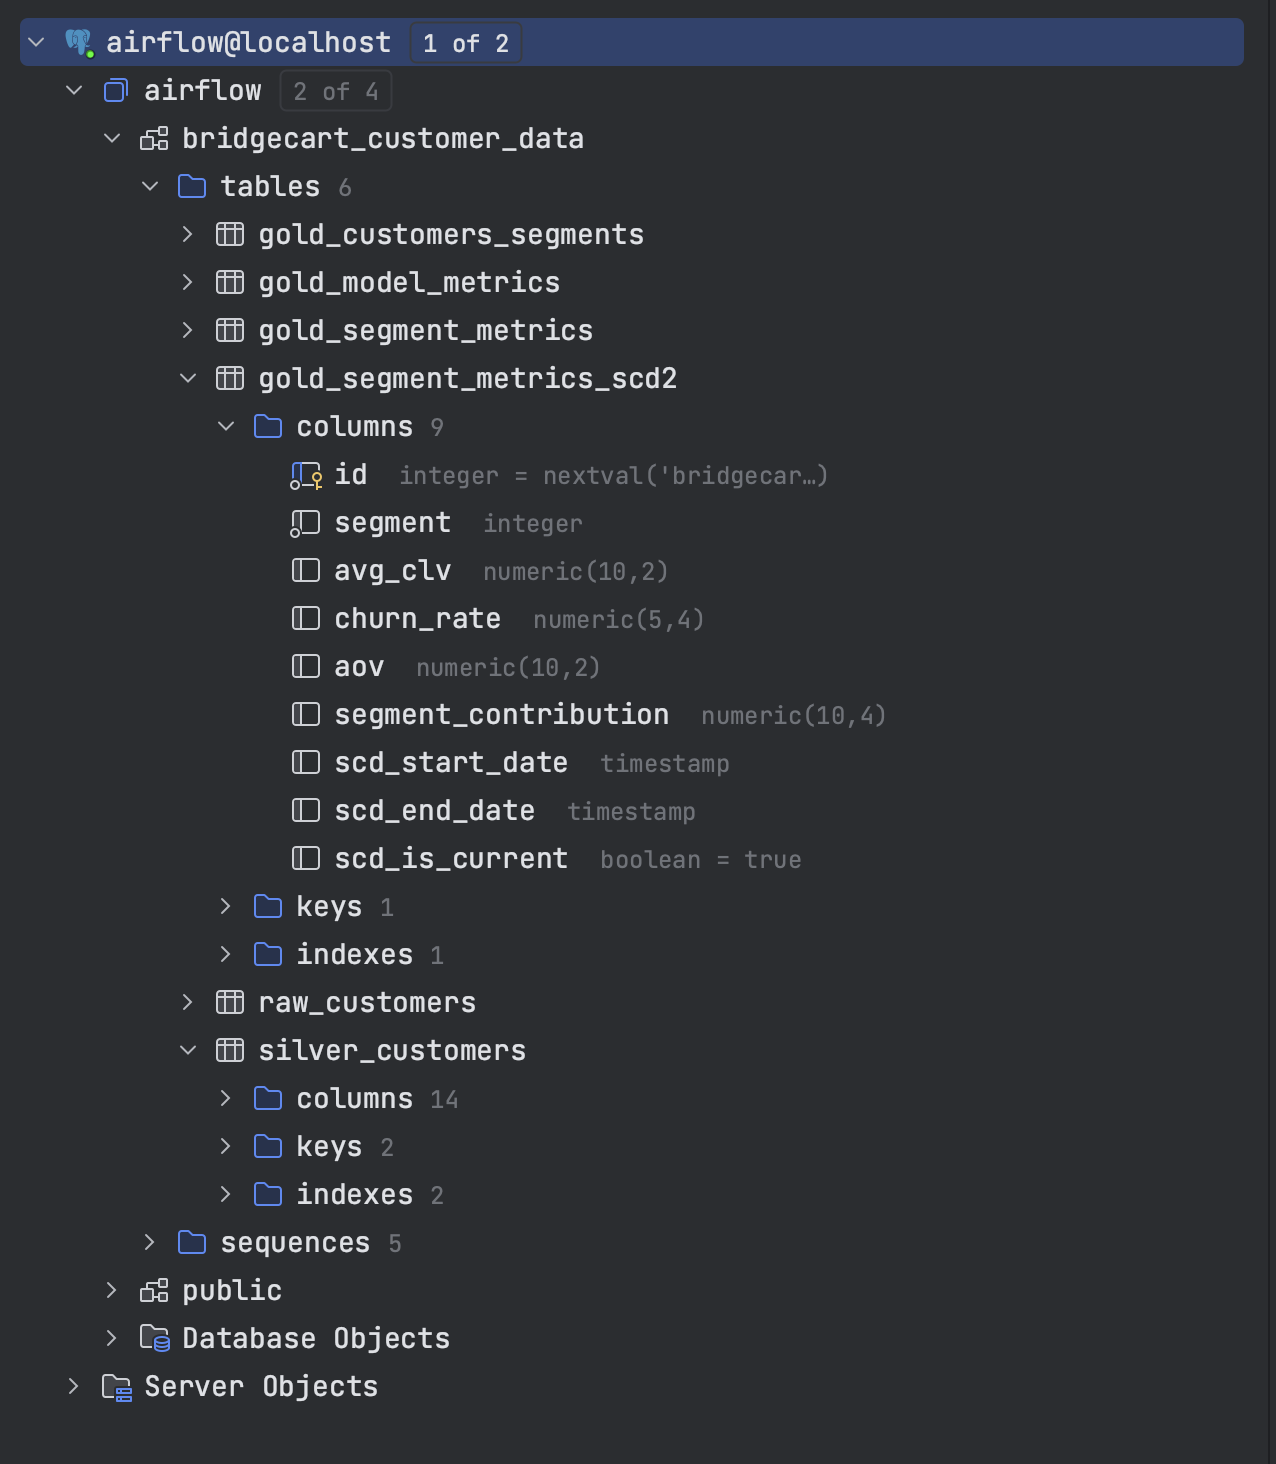 airflow@localhost 1 of 2
airflow 2 of 4
bridgecart_customer_data
tables 6
gold_customers_segments
gold_model_metrics
gold_segment_metrics
gold_segment_metrics_scd2
columns 9
id integer = nextval('bridgecar…)
segment integer
avg_clv numeric(10,2)
churn_rate numeric(5,4)
aov numeric(10,2)
segment_contribution numeric(10,4)
scd_start_date timestamp
scd_end_date timestamp
scd_is_current boolean = true
keys 1
indexes 1
raw_customers
silver_customers
columns 14
keys 2
indexes 2
sequences 5
public
Database Objects
Server Objects